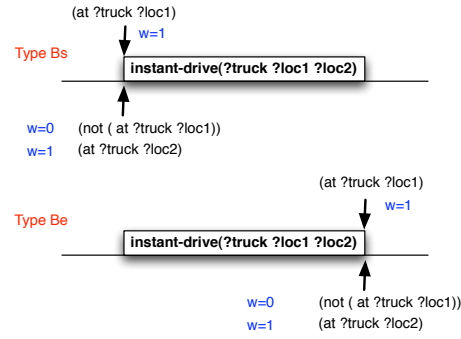 (at ?truck ?loc1)
w=1
Type Bs
instant-drive(?truck ?loc1 ?loc2)
w=0 (not ( at ?truck ?loc1))
w=1 (at ?truck ?loc2)
(at ?truck ?loc1)
w=1
Type Be
instant-drive(?truck ?loc1 ?loc2)
w=0 (not ( at ?truck ?loc1))
w=1 (at ?truck ?loc2)